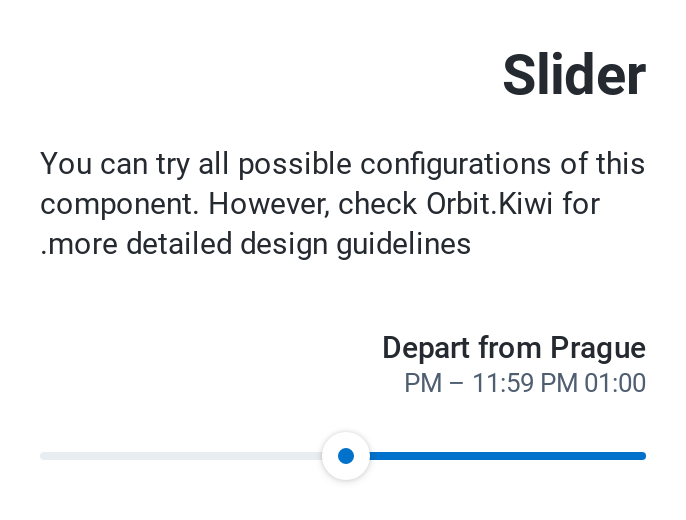 Slider
You can try all possible configurations of this
component. However, check Orbit.Kiwi for
.more detailed design guidelines
Depart from Prague
PM – 11:59 PM 01:00